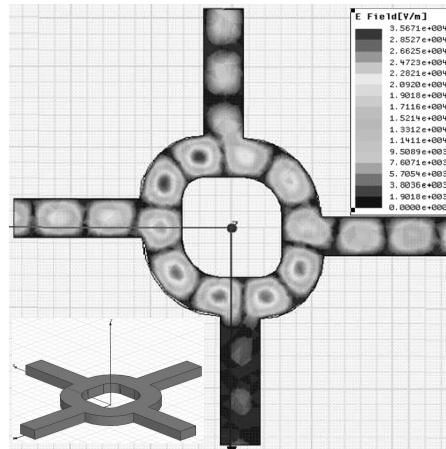 E Field[V/m]
3.5671e+004
2.8527e+004
2.6625e+004
2.4723e+004
2.2821e+004
2.0920e+004
1.9018e+004
1.7116e+004
1.5214e+004
1.3312e+004
1.1411e+004
9.5089e+003
7.6071e+003
5.7054e+003
3.8036e+003
1.9018e+003
0.0000e+000